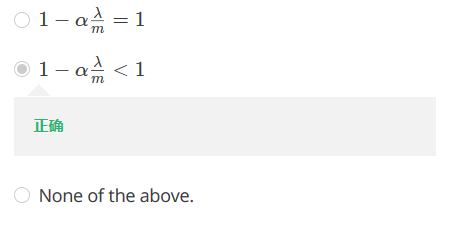 1 − α λ/m = 1
1 − α λ/m < 1
正确
None of the above.